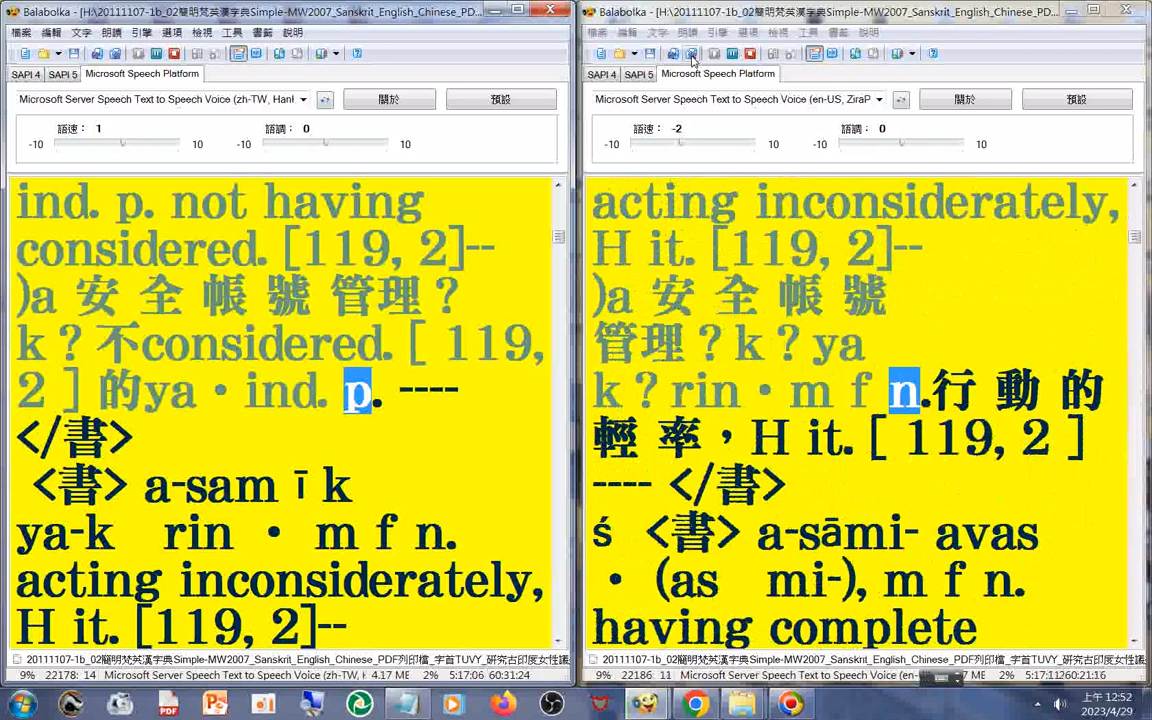 Balabolka - [H:\20111107-1b_02簡明梵英漢字典Simple-MW2007_Sanskrit_English_Chinese_PD...
檔案 編輯 文字 朗讀 引擎 選項 檢視 工具 書籤 說明
SAPI 4 SAPI 5 Microsoft Speech Platform
Microsoft Server Speech Text to Speech Voice (zh-TW, Hanl
關於 預設
語速： 1 語調： 0
-10 10 -10 10
ind. p. not having
considered. [119, 2]--
)a 安 全 帳 號 管理？
k？不considered.［ 119,
2 ］的ya・ind. p. ----
</書>
<書> a-sam ī k
ya-k rin ・ m f n.
acting inconsiderately,
H it. [119, 2]--
20111107-1b_02簡明梵英漢字典Simple-MW2007_Sanskrit_English_Chinese_PDF列印檔_字首TUVY_研究古印度女性議
9% 22178: 14 Microsoft Server Speech Text to Speech Voice (zh-TW, H 4.17 ME 2% 5:17:06 60:31:24
Balabolka - [H:\20111107-1b_02簡明梵英漢字典Simple-MW2007_Sanskrit_English_Chinese_PD...
檔案 編輯 文字 朗讀 引擎 選項 檢視 工具 書籤 說明
SAPI 4 SAPI 5 Microsoft Speech Platform
Microsoft Server Speech Text to Speech Voice (en-US, ZiraP
關於 預設
語速： -2 語調： 0
-10 10 -10 10
acting inconsiderately,
H it. [119, 2]--
)a 安 全 帳 號
管理？k？ya
k？rin・m f n.行 動 的
輕 率，H it.［ 119, 2 ］
---- </書>
ś <書> a-sāmi- avas
・ (as mi-), m f n.
having complete
20111107-1b_02簡明梵英漢字典Simple-MW2007_Sanskrit_English_Chinese_PDF列印檔_字首TUVY_研究古印度女性議
9% 22186: 11 Microsoft Server Speech Text to Speech Voice (en-US 4.17 ME 2% 5:17:11 260:21:16
上午 12:52
2023/4/29